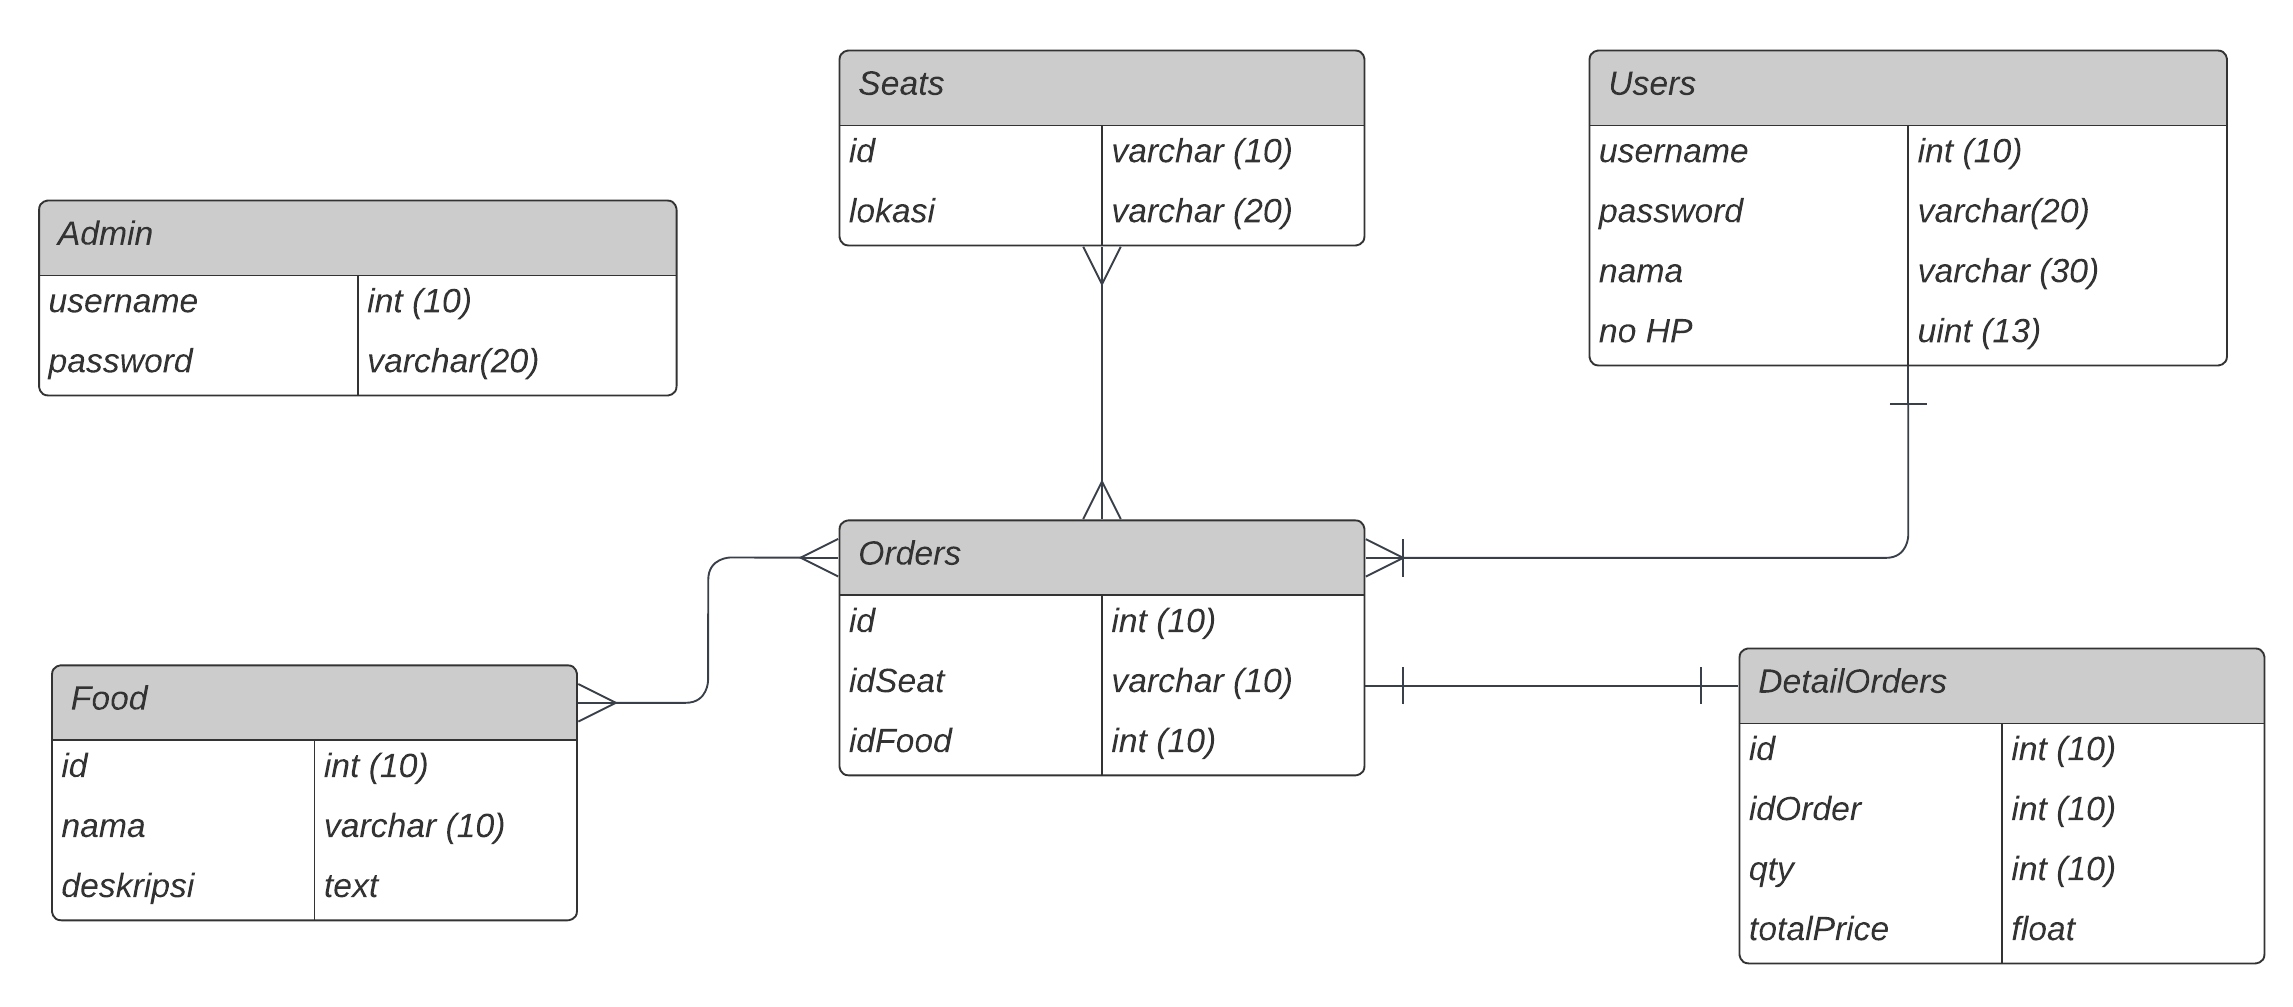 Seats
id varchar (10)
lokasi varchar (20)
Users
username int (10)
password varchar(20)
nama varchar (30)
no HP uint (13)
Admin
username int (10)
password varchar(20)
Orders
id int (10)
idSeat varchar (10)
idFood int (10)
Food
id int (10)
nama varchar (10)
deskripsi text
DetailOrders
id int (10)
idOrder int (10)
qty int (10)
totalPrice float